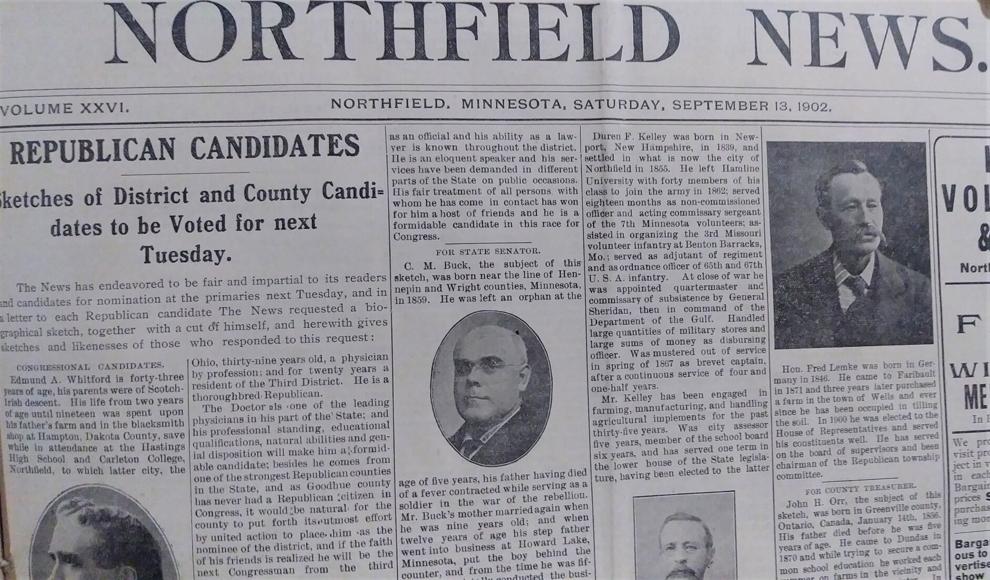 NORTHFIELD NEWS.
VOLUME XXVI.
NORTHFIELD, MINNESOTA, SATURDAY, SEPTEMBER 13, 1902.
REPUBLICAN CANDIDATES
Sketches of District and County Candi=
dates to be Voted for next
Tuesday.
The News has endeavored to be fair and impartial to its readers
and candidates for nomination at the primaries next Tuesday, and in
a letter to each Republican candidate The News requested a bio-
graphical sketch, together with a cut of himself, and herewith gives
sketches and likenesses of those who responded to this request:
CONGRESSIONAL CANDIDATES.
Edmund A. Whitford is forty-three
years of age, his parents were of Scotch-
Irish descent. His life from two years
of age until nineteen was spent upon
his father's farm and in the blacksmith
shop at Hampton, Dakota County, save
while in attendance at the Hastings
High School and Carleton College,
Northfield, to which latter city, the
Ohio, thirty-nine years old, a physician
by profession; and for twenty years a
resident of the Third District. He is a
thoroughbred Republican.
The Doctor is one of the leading
physicians in his part of the State; and
his professional standing, educational
qualifications, natural abilities and gen-
ial disposition will make him a formid-
able candidate; besides he comes from
one of the strongest Republican counties
in the State, and as Goodhue county
has never had a Republican citizen in
Congress, it would be natural for the
county to put forth its utmost effort
by united action to place him as the
nominee of the district, and if the faith
of his friends is realized he will be the
next Congressman from the third
as an official and his ability as a law-
yer is known throughout the district.
He is an eloquent speaker and his ser-
vices have been demanded in different
parts of the State on public occasions.
His fair treatment of all persons with
whom he has come in contact has won
for him a host of friends and he is a
formidable candidate in this race for
Congress.
FOR STATE SENATOR.
C. M. Buck, the subject of this
sketch, was born near the line of Hen-
nepin and Wright counties, Minnesota,
in 1859. He was left an orphan at the
age of five years, his father having died
of a fever contracted while serving as a
soldier in the war of the rebellion.
Mr. Buck's mother married again when
he was nine years old; and when
twelve years of age his step father
went into business at Howard Lake,
Minnesota, put the boy behind the
counter, and from the time he was fif-
conducted the busi-
Duren F. Kelley was born in New-
port, New Hampshire, in 1839, and
settled in what is now the city of
Northfield in 1855. He left Hamline
University with forty members of his
class to join the army in 1862; served
eighteen months as non-commissioned
officer and acting commissary sergeant
of the 7th Minnesota volunteers; as-
sisted in organizing the 3rd Missouri
volunteer infantry at Benton Barracks,
Mo.; served as adjutant of regiment
and as ordnance officer of 65th and 67th
U. S. A. infantry. At close of war he
was appointed quartermaster and
commissary of subsistence by General
Sheridan, then in command of the
Department of the Gulf. Handled
large quantities of military stores and
large sums of money as disbursing
officer. Was mustered out of service
in spring of 1867 as brevet captain,
after a continuous service of four and
one-half years.
Mr. Kelley has been engaged in
farming, manufacturing, and handling
agricultural implements for the past
thirty-five years. Was city assessor
five years, member of the school board
six years, and has served one term in
the lower house of the State legisla-
ture, having been elected to the latter
Hon. Fred Lemke was born in Ger-
many in 1846. He came to Faribault
in 1871 and three years later purchased
a farm in the town of Wells and ever
since he has been occupied in tilling
the soil. In 1900 he was elected to the
House of Representatives and served
his constituents well. He has served
on the board of supervisors and been
chairman of the Republican township
committee.
FOR COUNTY TREASURER.
John H. Orr, the subject of this
sketch, was born in Greenville county,
Ontario, Canada, January 14th, 1856.
His father died before he was five
years of age. He came to Dundas in
1870 and while trying to secure a com-
mon school education he worked each
summer on farms in the vicinity and
VOL
&
North
F
WI
ME
In
We pr
visit
ject in
in each
Bargain
prices S
purchas
ing mor
Barga
ous to
vertise
show